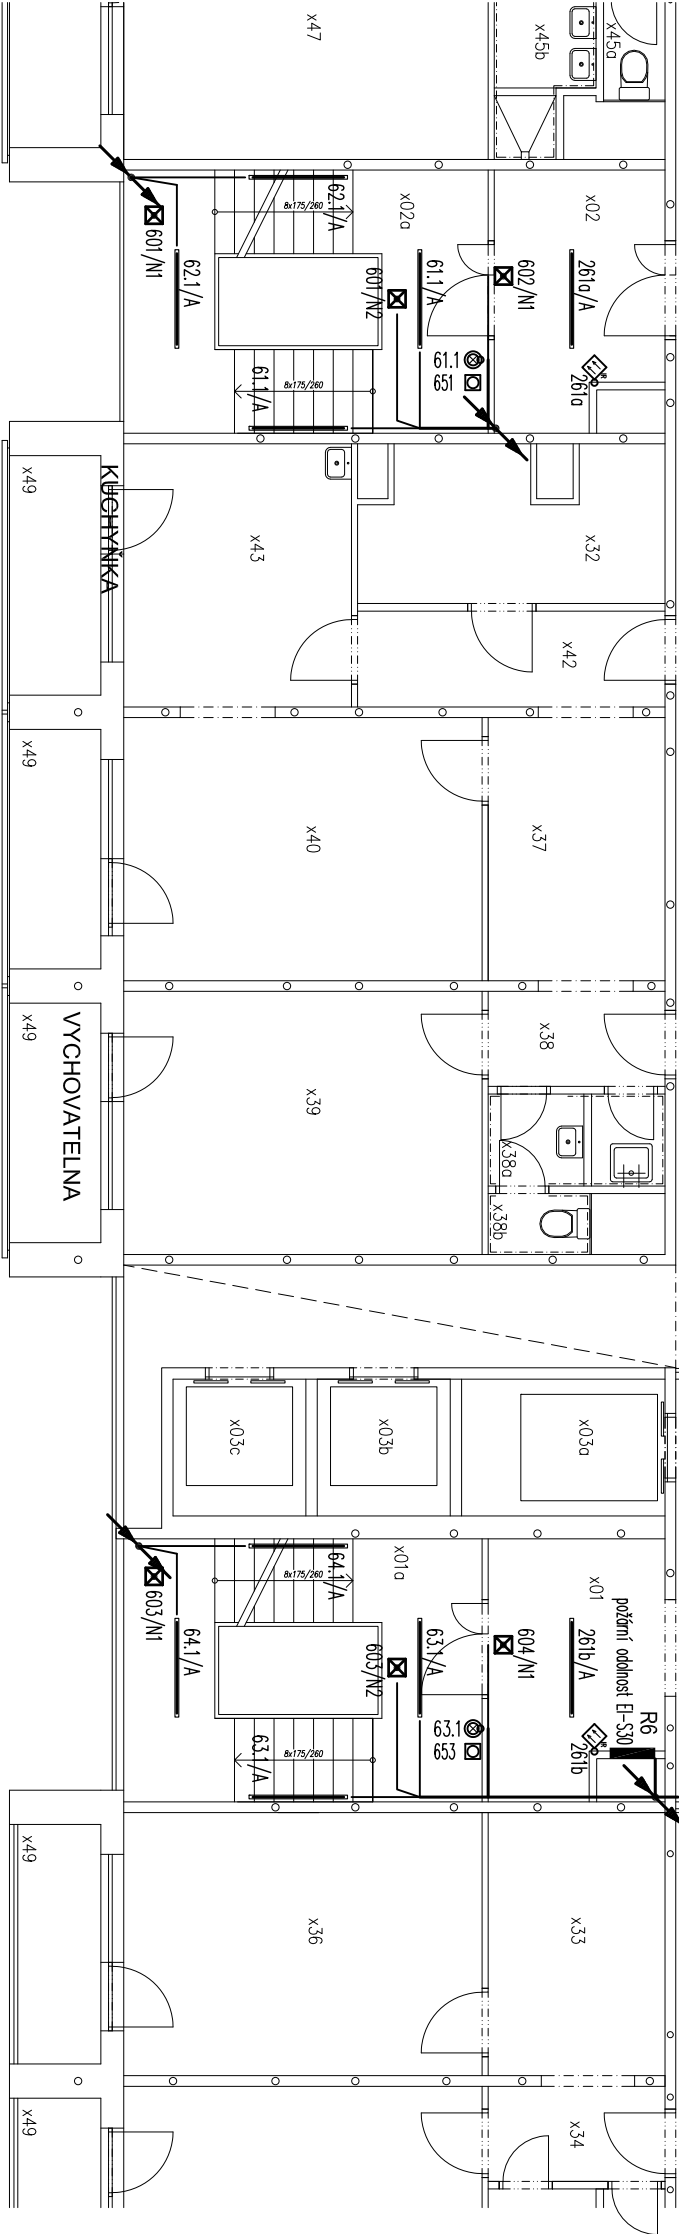 x47
x45b
x45a
62.1/A
8x175/260
x02a
x02
601/N1
62.1/A
601/N2
61.1/A
602/N1
261a/A
61.1/A
8x175/260
61.1
651
261a
x49
KUCHYŇKA
x43
x32
x42
x49
x40
x37
x49
VYCHOVATELNA
x39
x38
x38a
x38b
x03c
x03b
x03a
64.1/A
8x175/260
x01a
x01
požární odolnost EI-S30
603/N1
64.1/A
603/N2
63.1/A
604/N1
261b/A
R6
63.1/A
8x175/260
63.1
653
261b
x49
x36
x33
x49
x34